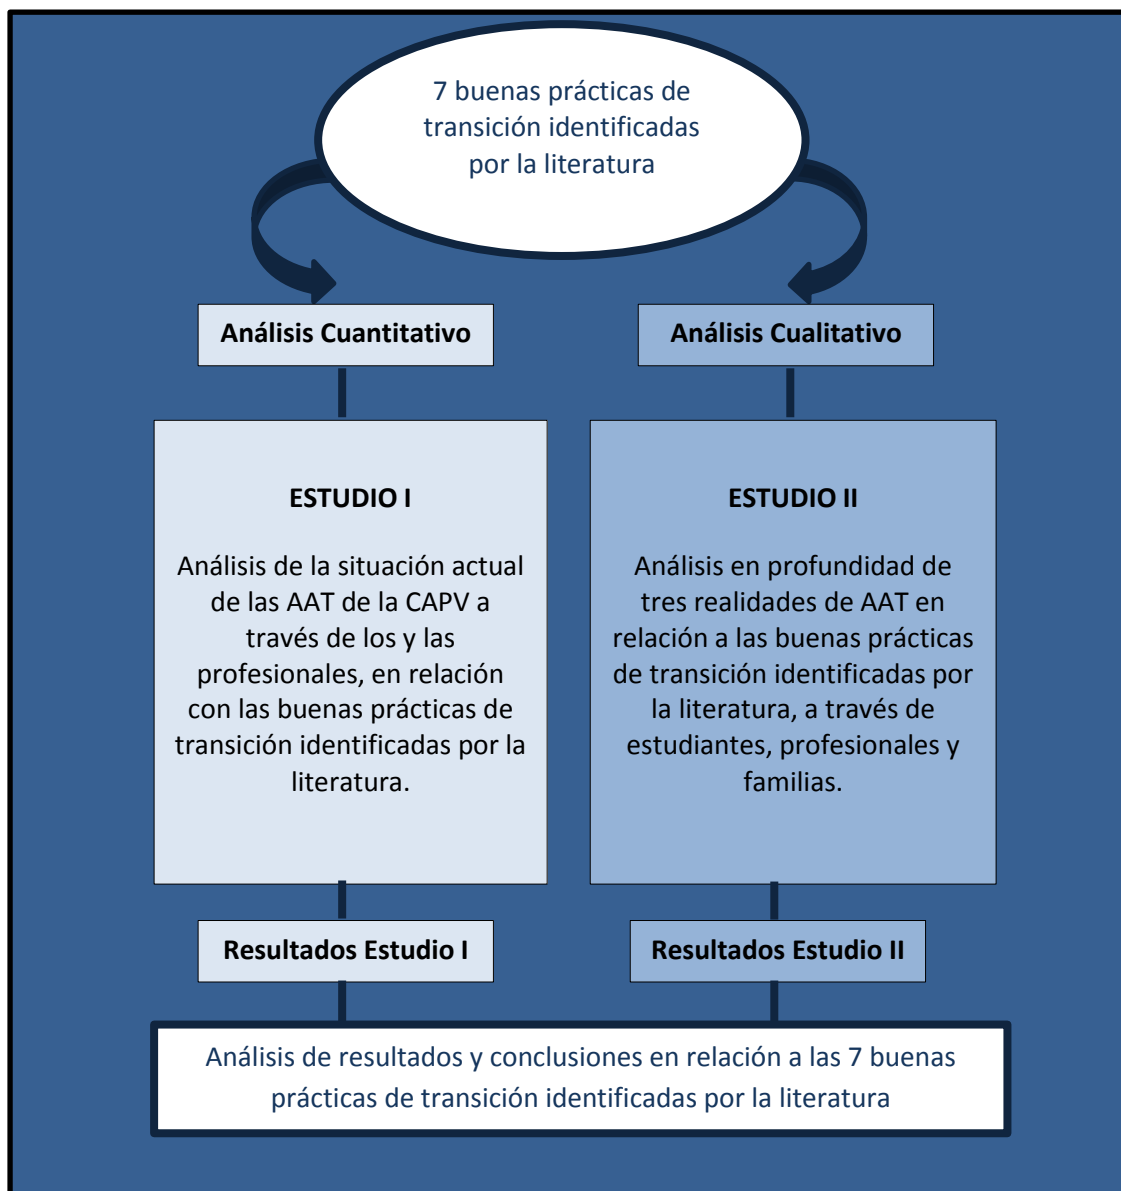 7 buenas prácticas de
transición identificadas
por la literatura
Análisis Cuantitativo
Análisis Cualitativo
ESTUDIO I
Análisis de la situación actual
de las AAT de la CAPV a
través de los y las
profesionales, en relación
con las buenas prácticas de
transición identificadas por la
literatura.
ESTUDIO II
Análisis en profundidad de
tres realidades de AAT en
relación a las buenas prácticas
de transición identificadas por
la literatura, a través de
estudiantes, profesionales y
familias.
Resultados Estudio I
Resultados Estudio II
Análisis de resultados y conclusiones en relación a las 7 buenas
prácticas de transición identificadas por la literatura